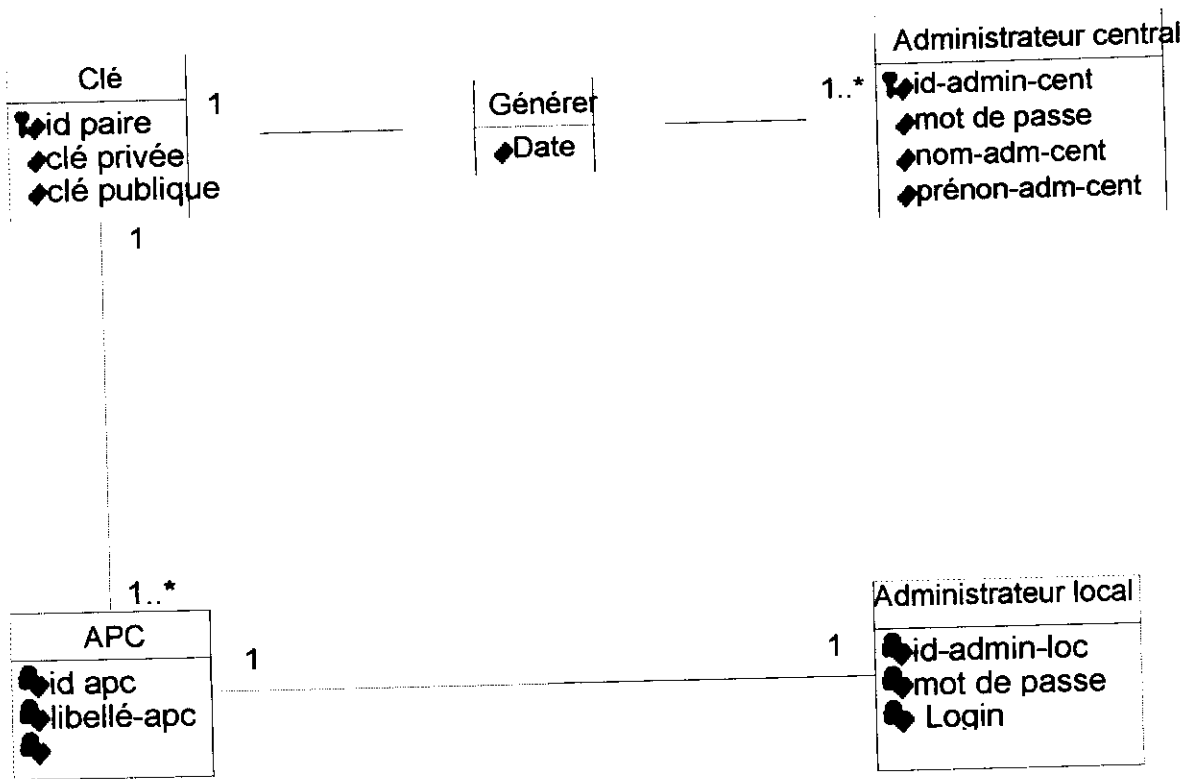 Clé
id paire
clé privée
clé publique
1
1
Générer
Date
1..*
Administrateur central
id-admin-cent
mot de passe
nom-adm-cent
prénon-adm-cent
1..*
APC
id apc
libellé-apc
1
1
Administrateur local
id-admin-loc
mot de passe
Login